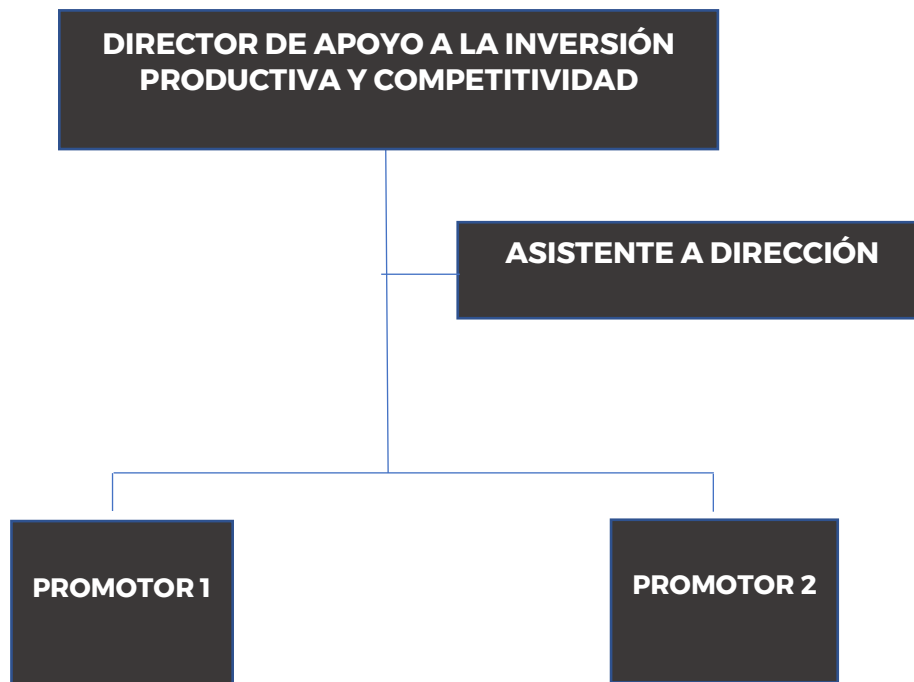 DIRECTOR DE APOYO A LA INVERSIÓN
PRODUCTIVA Y COMPETITIVIDAD
ASISTENTE A DIRECCIÓN
PROMOTOR 1
PROMOTOR 2